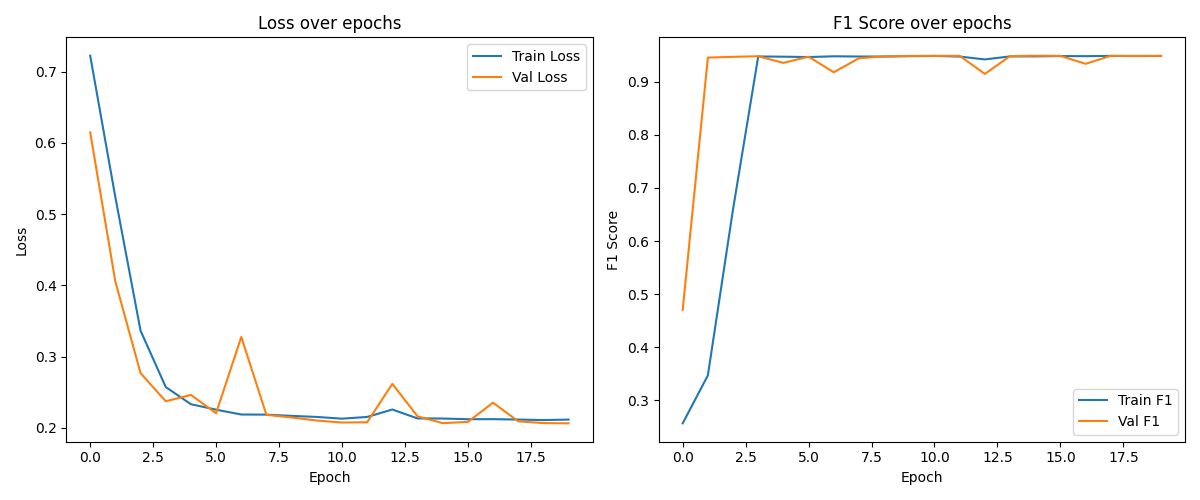 Loss over epochs
Train Loss
Val Loss
Loss
0.7
0.6
0.5
0.4
0.3
0.2
0.0 2.5 5.0 7.5 10.0 12.5 15.0 17.5
Epoch
F1 Score over epochs
F1 Score
0.9
0.8
0.7
0.6
0.5
0.4
0.3
Train F1
Val F1
0.0 2.5 5.0 7.5 10.0 12.5 15.0 17.5
Epoch